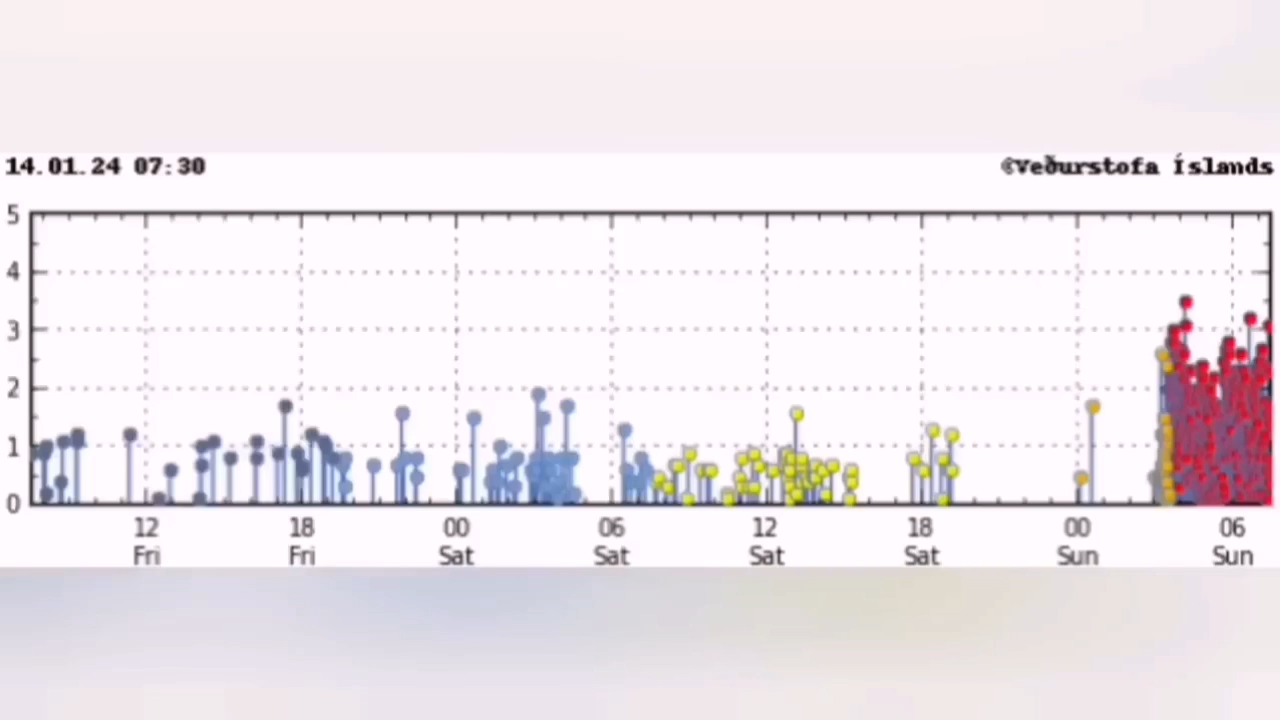 14.01.24 07:30
©Veðurstofa Íslands
5
4
3
2
1
0
12 18 00 06 12 18 00 06
Fri Fri Sat Sat Sat Sat Sun Sun